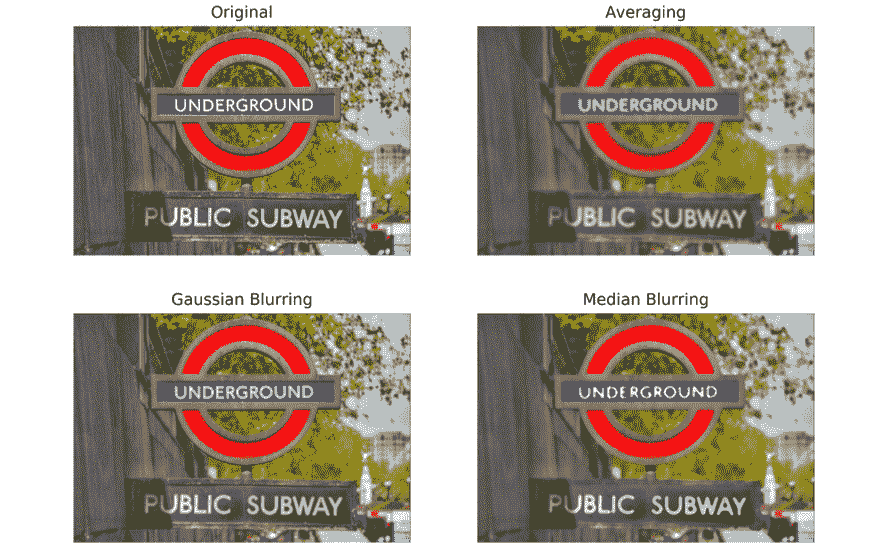 Original
Averaging
UNDERGROUND
UNDERGROUND
PUBLIC SUBWAY
PUBLIC SUBWAY
Gaussian Blurring
Median Blurring
UNDERGROUND
UNDERGROUND
PUBLIC SUBWAY
PUBLIC SUBWAY